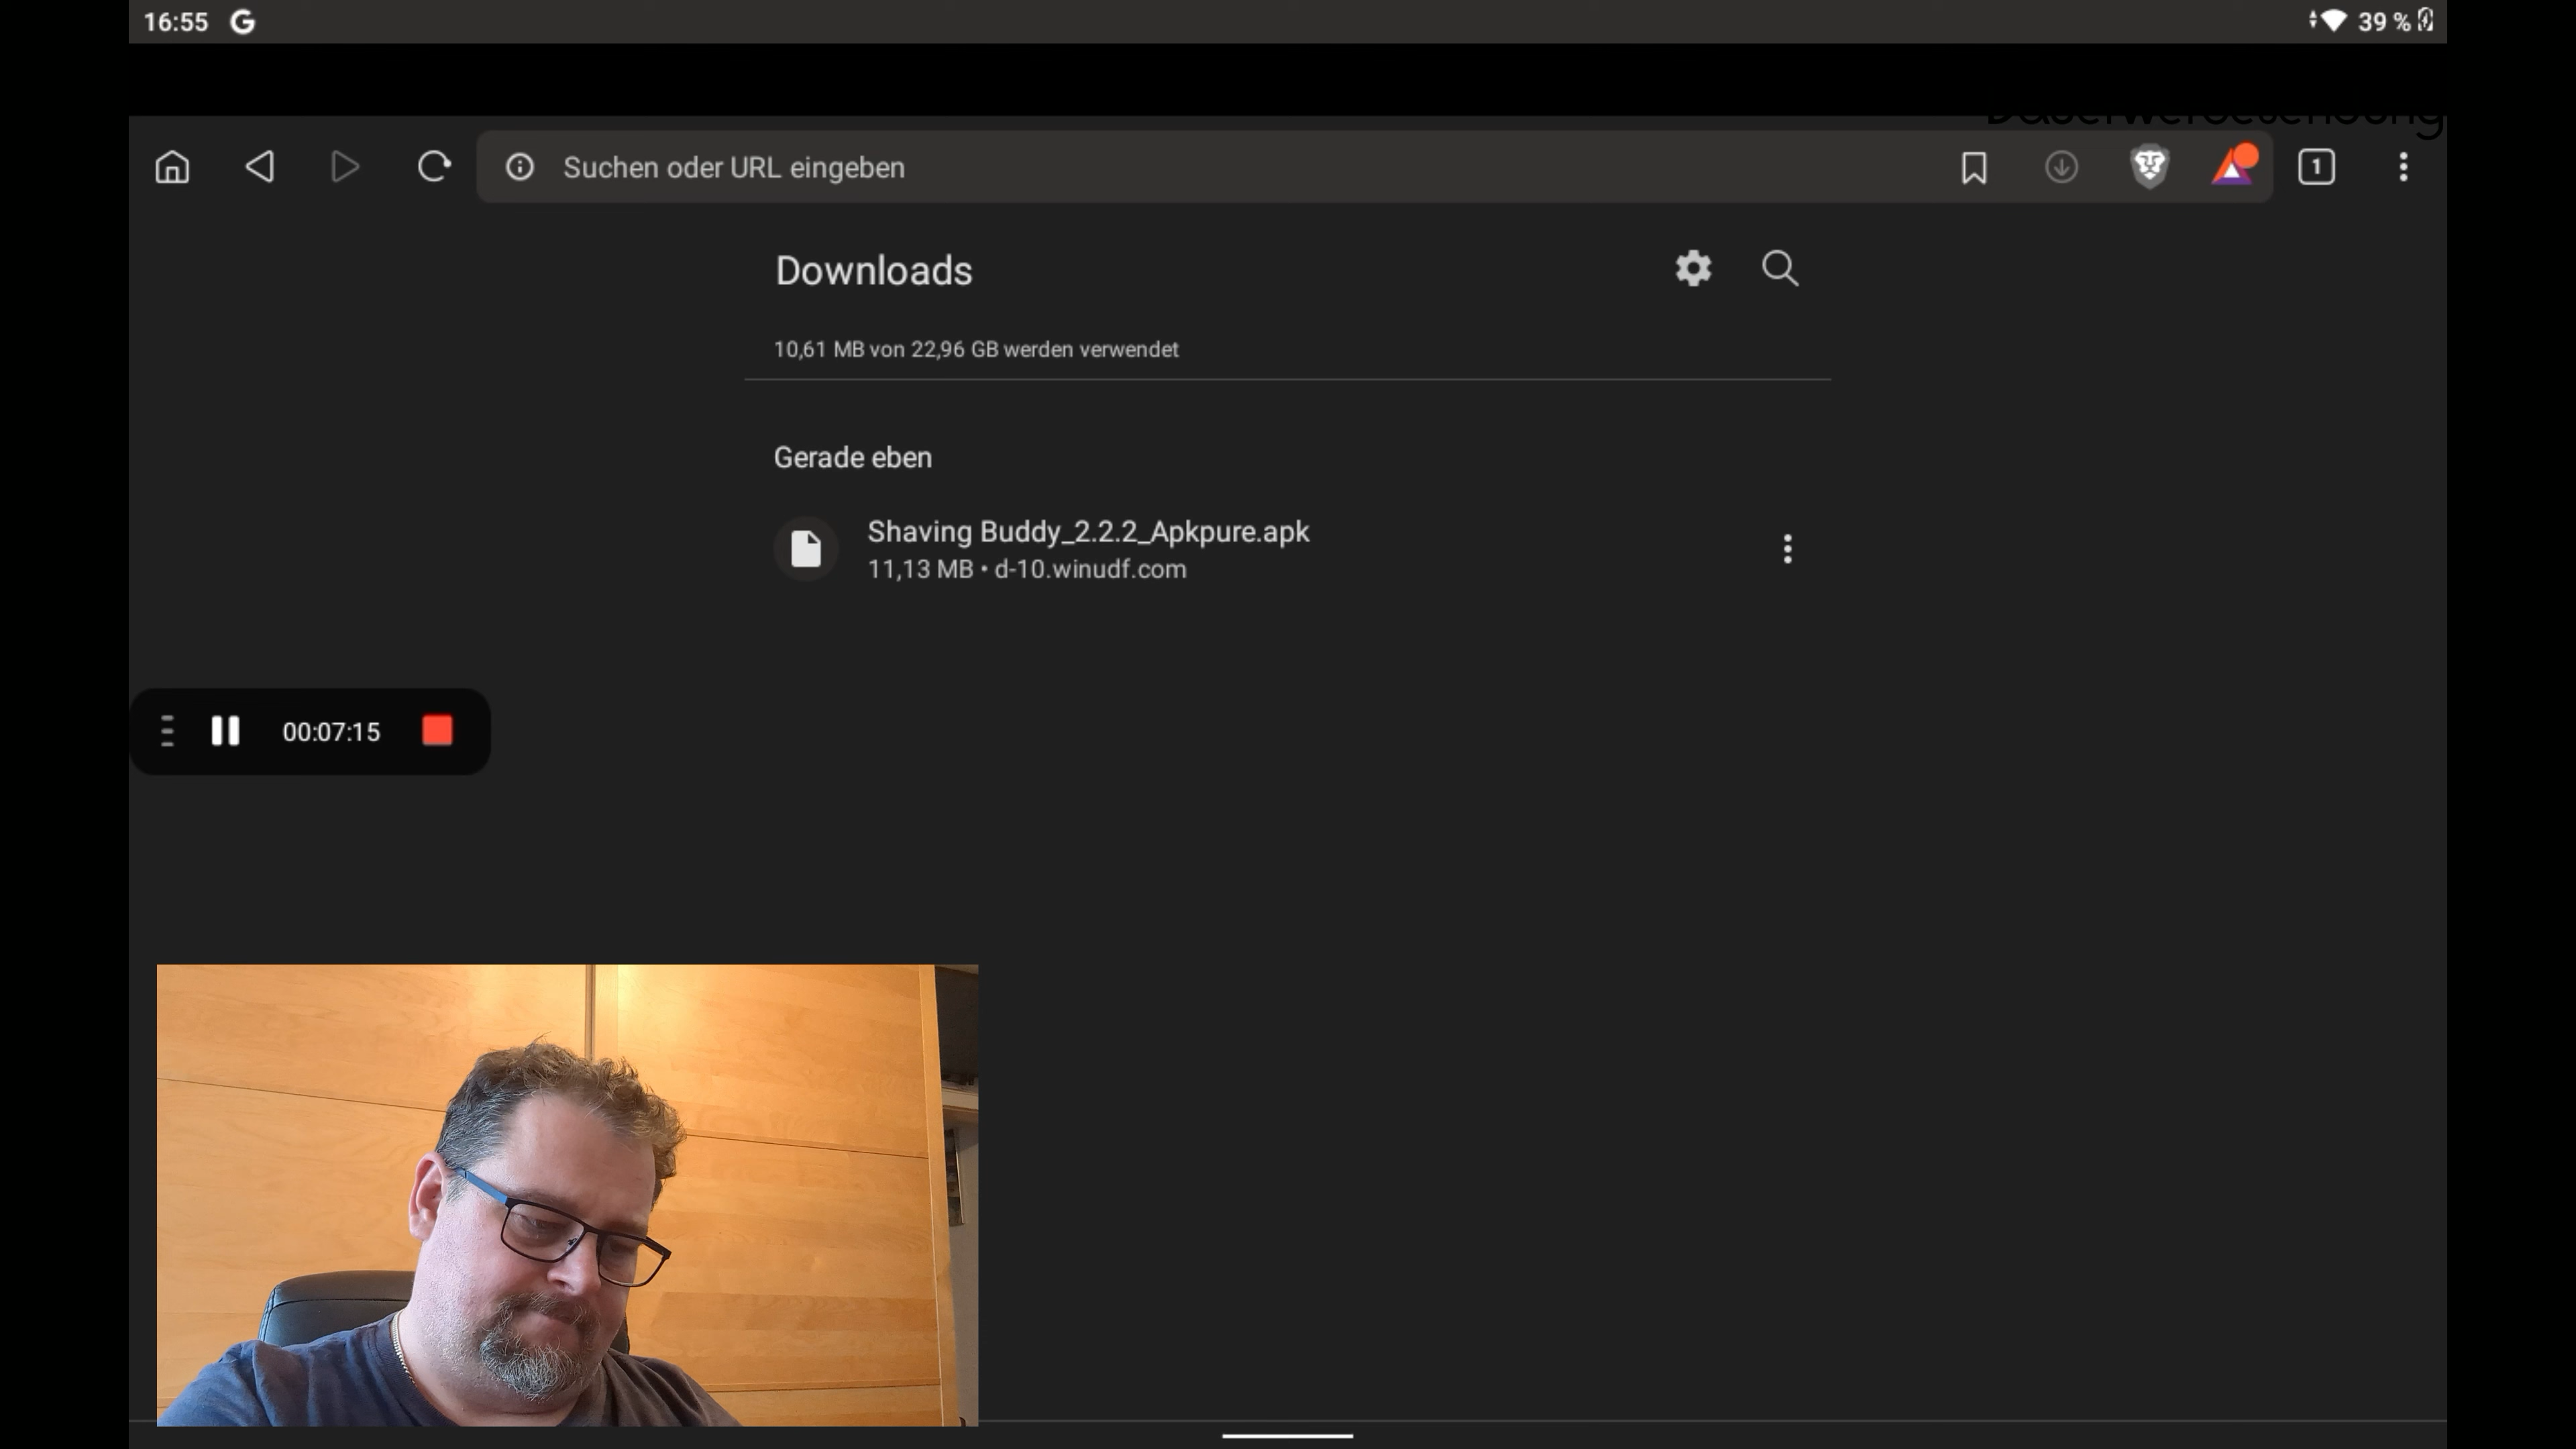 16:55
39 %
Suchen oder URL eingeben
1
Downloads
10,61 MB von 22,96 GB werden verwendet
Gerade eben
Shaving Buddy_2.2.2_Apkpure.apk
11,13 MB • d-10.winudf.com
00:07:15